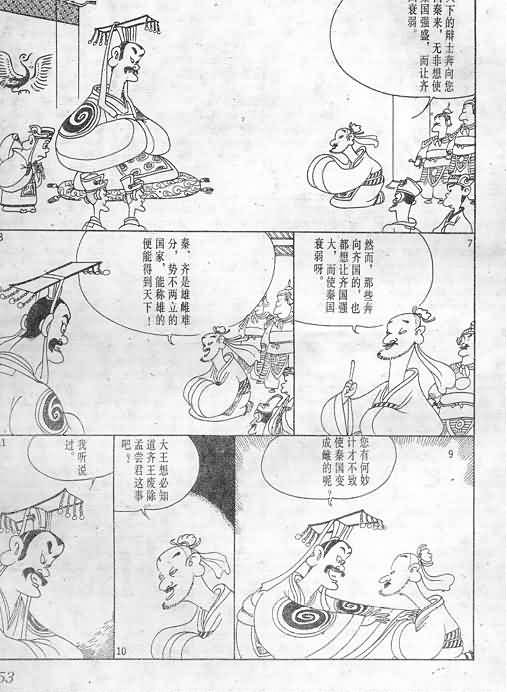 天下的辩士奔向您
秦来，无非想使
秦国强盛，而让齐
衰弱。
7
然而，那些奔
向齐国的，也
都想让齐国强
大，而使秦国
衰弱呀。
8
秦、齐是雄雌难
分，势不两立的
国家，能称雄的
便能得到天下！
9
您有何妙
计才不致
使秦国变
成雌的呢？
10
大王想必知
道齐王废除
孟尝君这事
吧？
11
我听说
过。
53